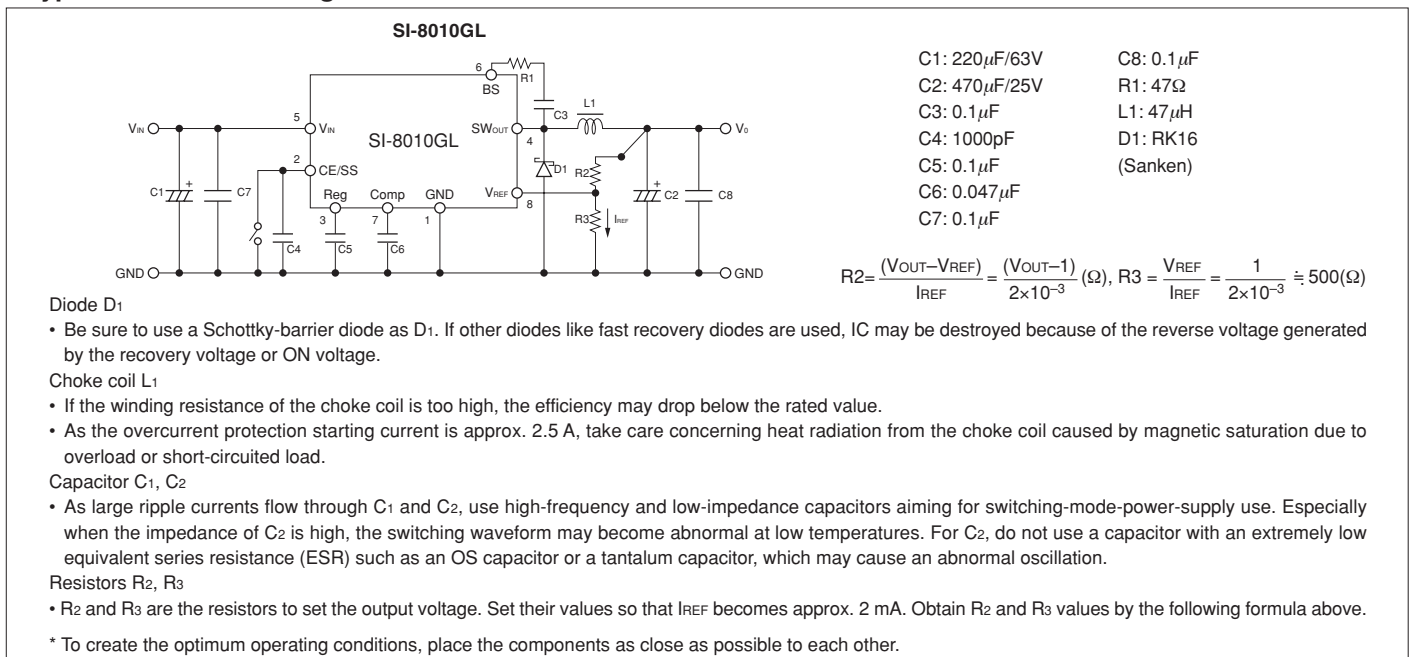 SI-8010GL
6
R1
BS
C3
L1
5
VIN
VIN
SWOUT
4
V0
SI-8010GL
2
CE/SS
D1
R2
C1
+
C7
Reg
Comp
GND
VREF
8
+
C2
C8
3
7
1
R3
IREF
C4
C5
C6
GND
GND
C1: 220μF/63V
C2: 470μF/25V
C3: 0.1μF
C4: 1000pF
C5: 0.1μF
C6: 0.047μF
C7: 0.1μF
C8: 0.1μF
R1: 47Ω
L1: 47μH
D1: RK16
(Sanken)
R2= (VOUT–VREF) / IREF = (VOUT–1) / 2×10–3 (Ω), R3 = VREF / IREF = 1 / 2×10–3 ≒ 500(Ω)
Diode D1
• Be sure to use a Schottky-barrier diode as D1. If other diodes like fast recovery diodes are used, IC may be destroyed because of the reverse voltage generated
by the recovery voltage or ON voltage.
Choke coil L1
• If the winding resistance of the choke coil is too high, the efficiency may drop below the rated value.
• As the overcurrent protection starting current is approx. 2.5 A, take care concerning heat radiation from the choke coil caused by magnetic saturation due to
overload or short-circuited load.
Capacitor C1, C2
• As large ripple currents flow through C1 and C2, use high-frequency and low-impedance capacitors aiming for switching-mode-power-supply use. Especially
when the impedance of C2 is high, the switching waveform may become abnormal at low temperatures. For C2, do not use a capacitor with an extremely low
equivalent series resistance (ESR) such as an OS capacitor or a tantalum capacitor, which may cause an abnormal oscillation.
Resistors R2, R3
• R2 and R3 are the resistors to set the output voltage. Set their values so that IREF becomes approx. 2 mA. Obtain R2 and R3 values by the following formula above.
* To create the optimum operating conditions, place the components as close as possible to each other.